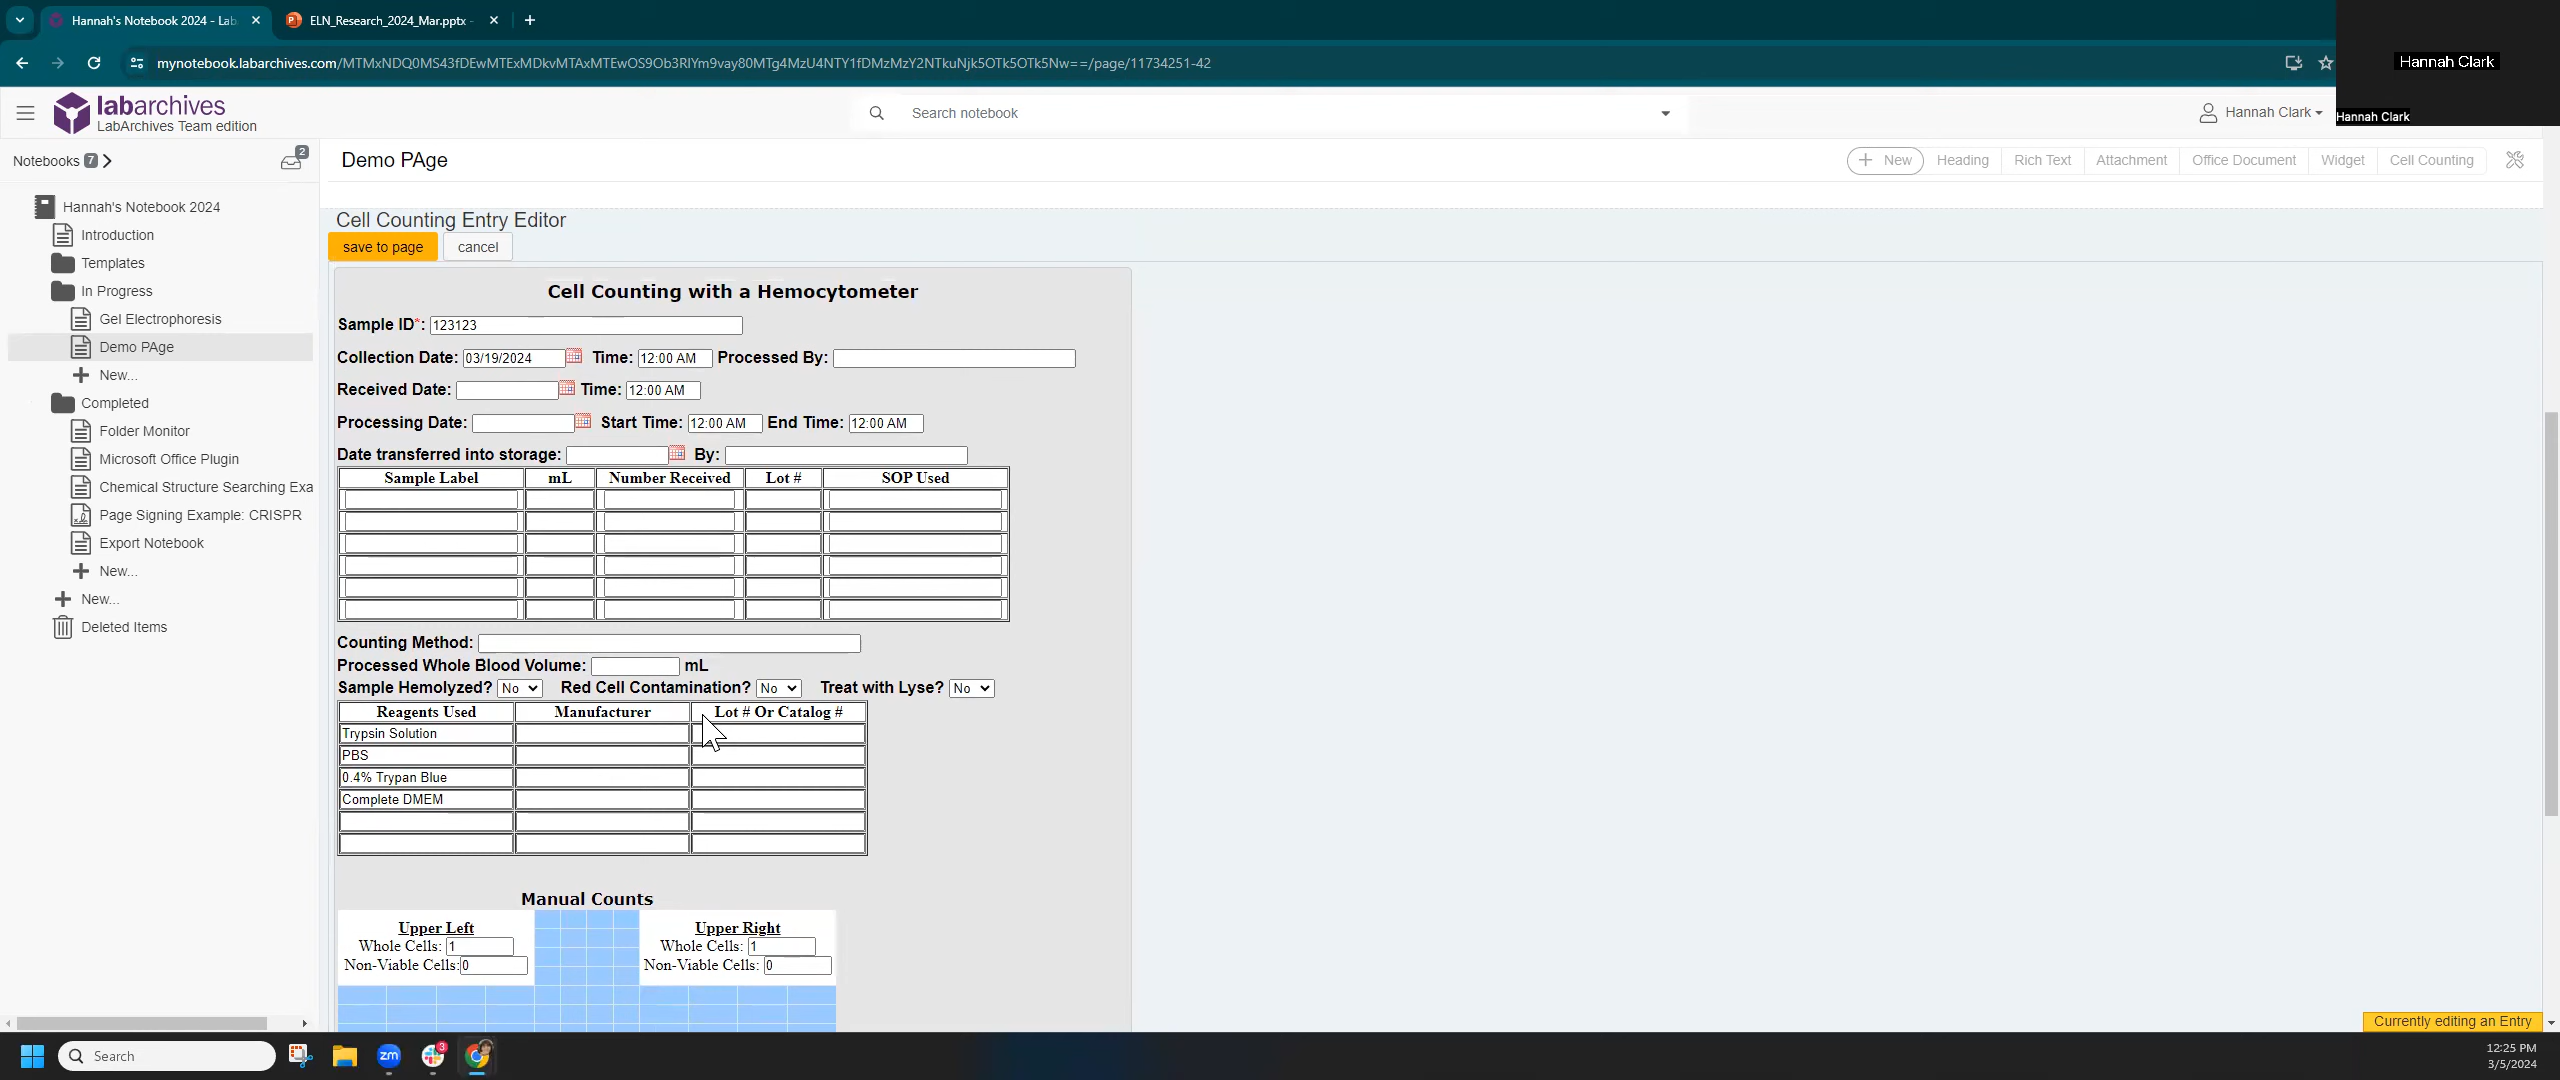 Hannah's Notebook 2024 - Lab
ELN_Research_2024_Mar.pptx -
mynotebook.labarchives.com/MTMxNDQ0MS43fDEwMTExMDkvMTAxMTEwOS9Ob3RlYm9vay80MTg4MzU4NTY1fDMzMzY2NTkuNjk5OTk5OTk5Nw==/page/11734251-42
Hannah Clark
Hannah Clark
labarchives
LabArchives Team edition
Search notebook
Hannah Clark
Notebooks 7
2
Demo PAge
New
Heading
Rich Text
Attachment
Office Document
Widget
Cell Counting
Hannah's Notebook 2024
Introduction
Templates
In Progress
Gel Electrophoresis
Demo PAge
New...
Completed
Folder Monitor
Microsoft Office Plugin
Chemical Structure Searching Exa
Page Signing Example: CRISPR
Export Notebook
New...
New...
Deleted Items
Cell Counting Entry Editor
save to page
cancel
Cell Counting with a Hemocytometer
Sample ID*: 123123
Collection Date: 03/19/2024 Time: 12:00 AM Processed By:
Received Date: Time: 12:00 AM
Processing Date: Start Time: 12:00 AM End Time: 12:00 AM
Date transferred into storage: By:
Sample Label mL Number Received Lot # SOP Used
Counting Method:
Processed Whole Blood Volume: mL
Sample Hemolyzed? No Red Cell Contamination? No Treat with Lyse? No
Reagents Used Manufacturer Lot # Or Catalog #
Trypsin Solution
PBS
0.4% Trypan Blue
Complete DMEM
Manual Counts
Upper Left
Whole Cells: 1
Non-Viable Cells: 0
Upper Right
Whole Cells: 1
Non-Viable Cells: 0
Currently editing an Entry
Search
zm
3
12:25 PM
3/5/2024